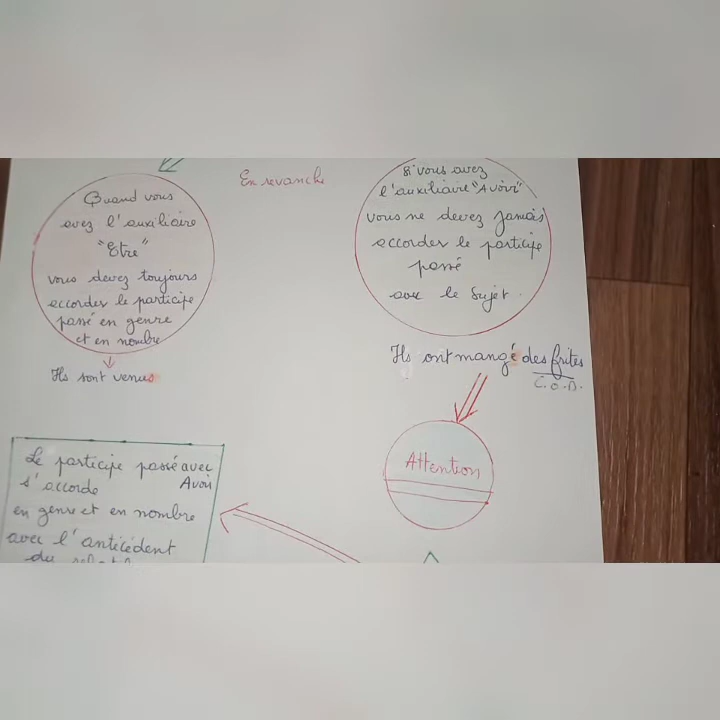 Quand vous
avez l'auxiliaire
"Etre"
vous devez toujours
accorder le participe
passé en genre
et en nombre
Ils sont venus
En revanche
Si vous avez
l'auxiliaire "Avoir"
vous ne devez jamais
accorder le participe
passé
avec le Sujet.
Ils ont mangé des frites
C.O.D.
Attention
Le participe passé avec
s'accorde Avoir
en genre et en nombre
avec l'antécédent
du